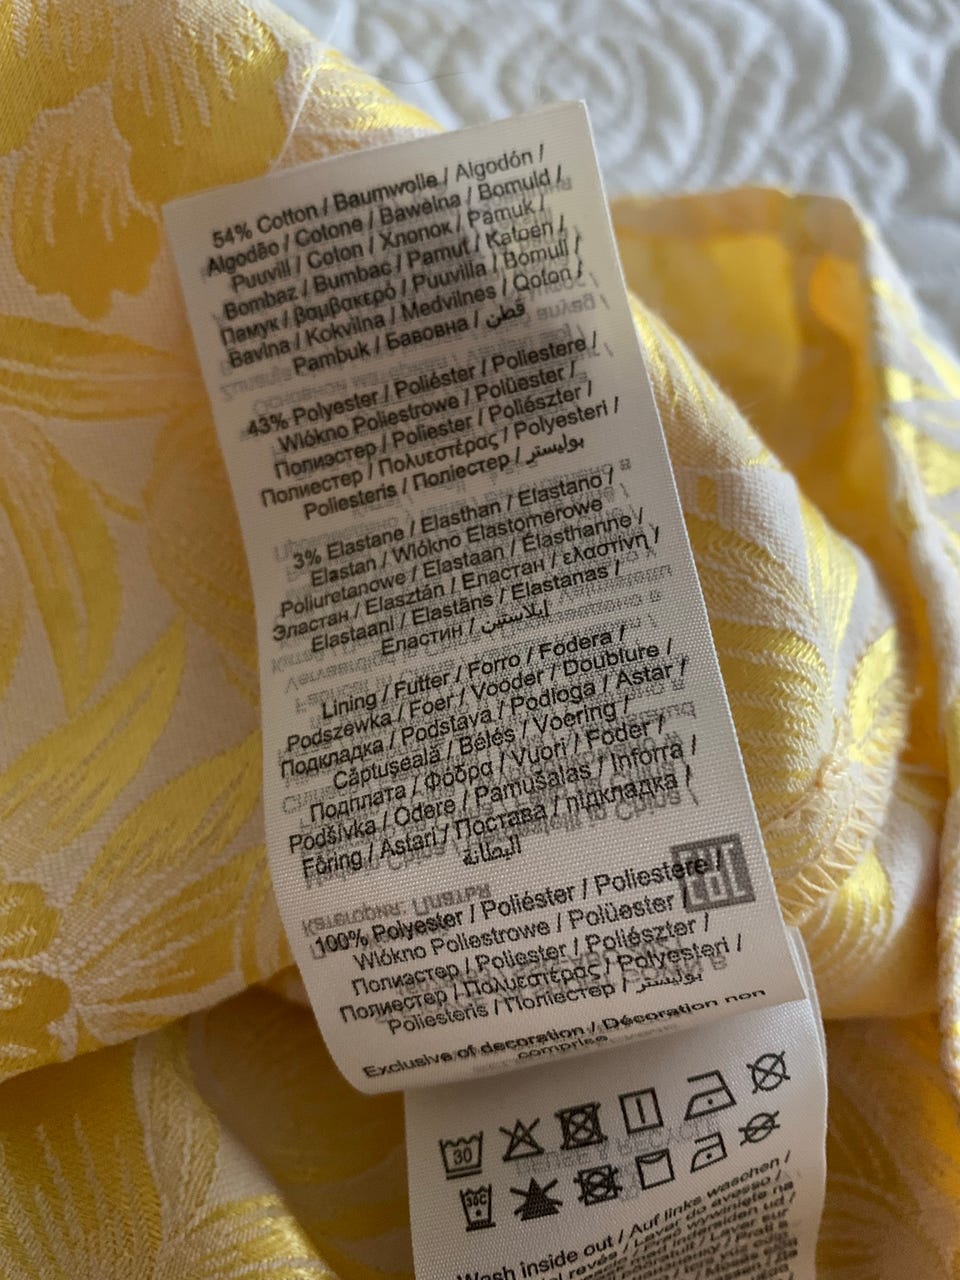 54% Cotton / Baumwolle / Algodón /
Algodão / Cotone / Bawełna / Bomuld /
Puuvill / Coton / Хлопок / Pamuk /
Bombaz / Bumbac / Pamut / Katoen /
Памук / βαμβακερό / Puuvilla / Bomull /
Bavlna / Kokvilna / Medvilnės / Qoton /
Pambuk / Бавовна / قطن
43% Polyester / Poliéster / Poliestere /
Włókno Poliestrowe / Polüester /
Полиэстер / Poliester / Poliészter /
Полиестер / Πολυεστέρας / Polyesteri /
Poliesteris / Поліестер / بوليستر
3% Elastane / Elasthan / Elastano /
Elastan / Włókno Elastomerowe
Poliuretanowe / Elastaan / Élasthanne /
Эластан / Elasztán / Еластан / ελαστίνη /
Elastaani / Elastāns / Elastanas /
Еластин / إيلاستين
Lining / Futter / Forro / Fodera /
Podszewka / Foer / Vooder / Doublure /
Подкладка / Podstava / Podloga / Astar /
Căptușeală / Bélés / Voering /
Подплата / Φόδρα / Vuori / Foder /
Podšívka / Odere / Pamušalas / Inforra /
Fôring / Astari / Постава / підкладка /
البطانة
100% Polyester / Poliéster / Poliestere /
Włókno Poliestrowe / Polüester /
Полиэстер / Poliester / Poliészter /
Полиестер / Πολυεστέρας / Polyesteri /
Poliesteris / Поліестер / بوليستر
Exclusive of decoration / Décoration non
comprise
30
30C
Wash inside out / Auf links waschen /